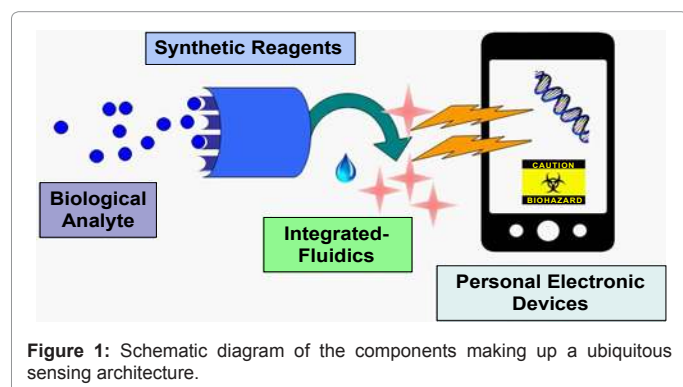 Synthetic Reagents
Biological
Analyte
Integrated-
Fluidics
CAUTION
BIOHAZARD
Personal Electronic
Devices
Figure 1: Schematic diagram of the components making up a ubiquitous
sensing architecture.